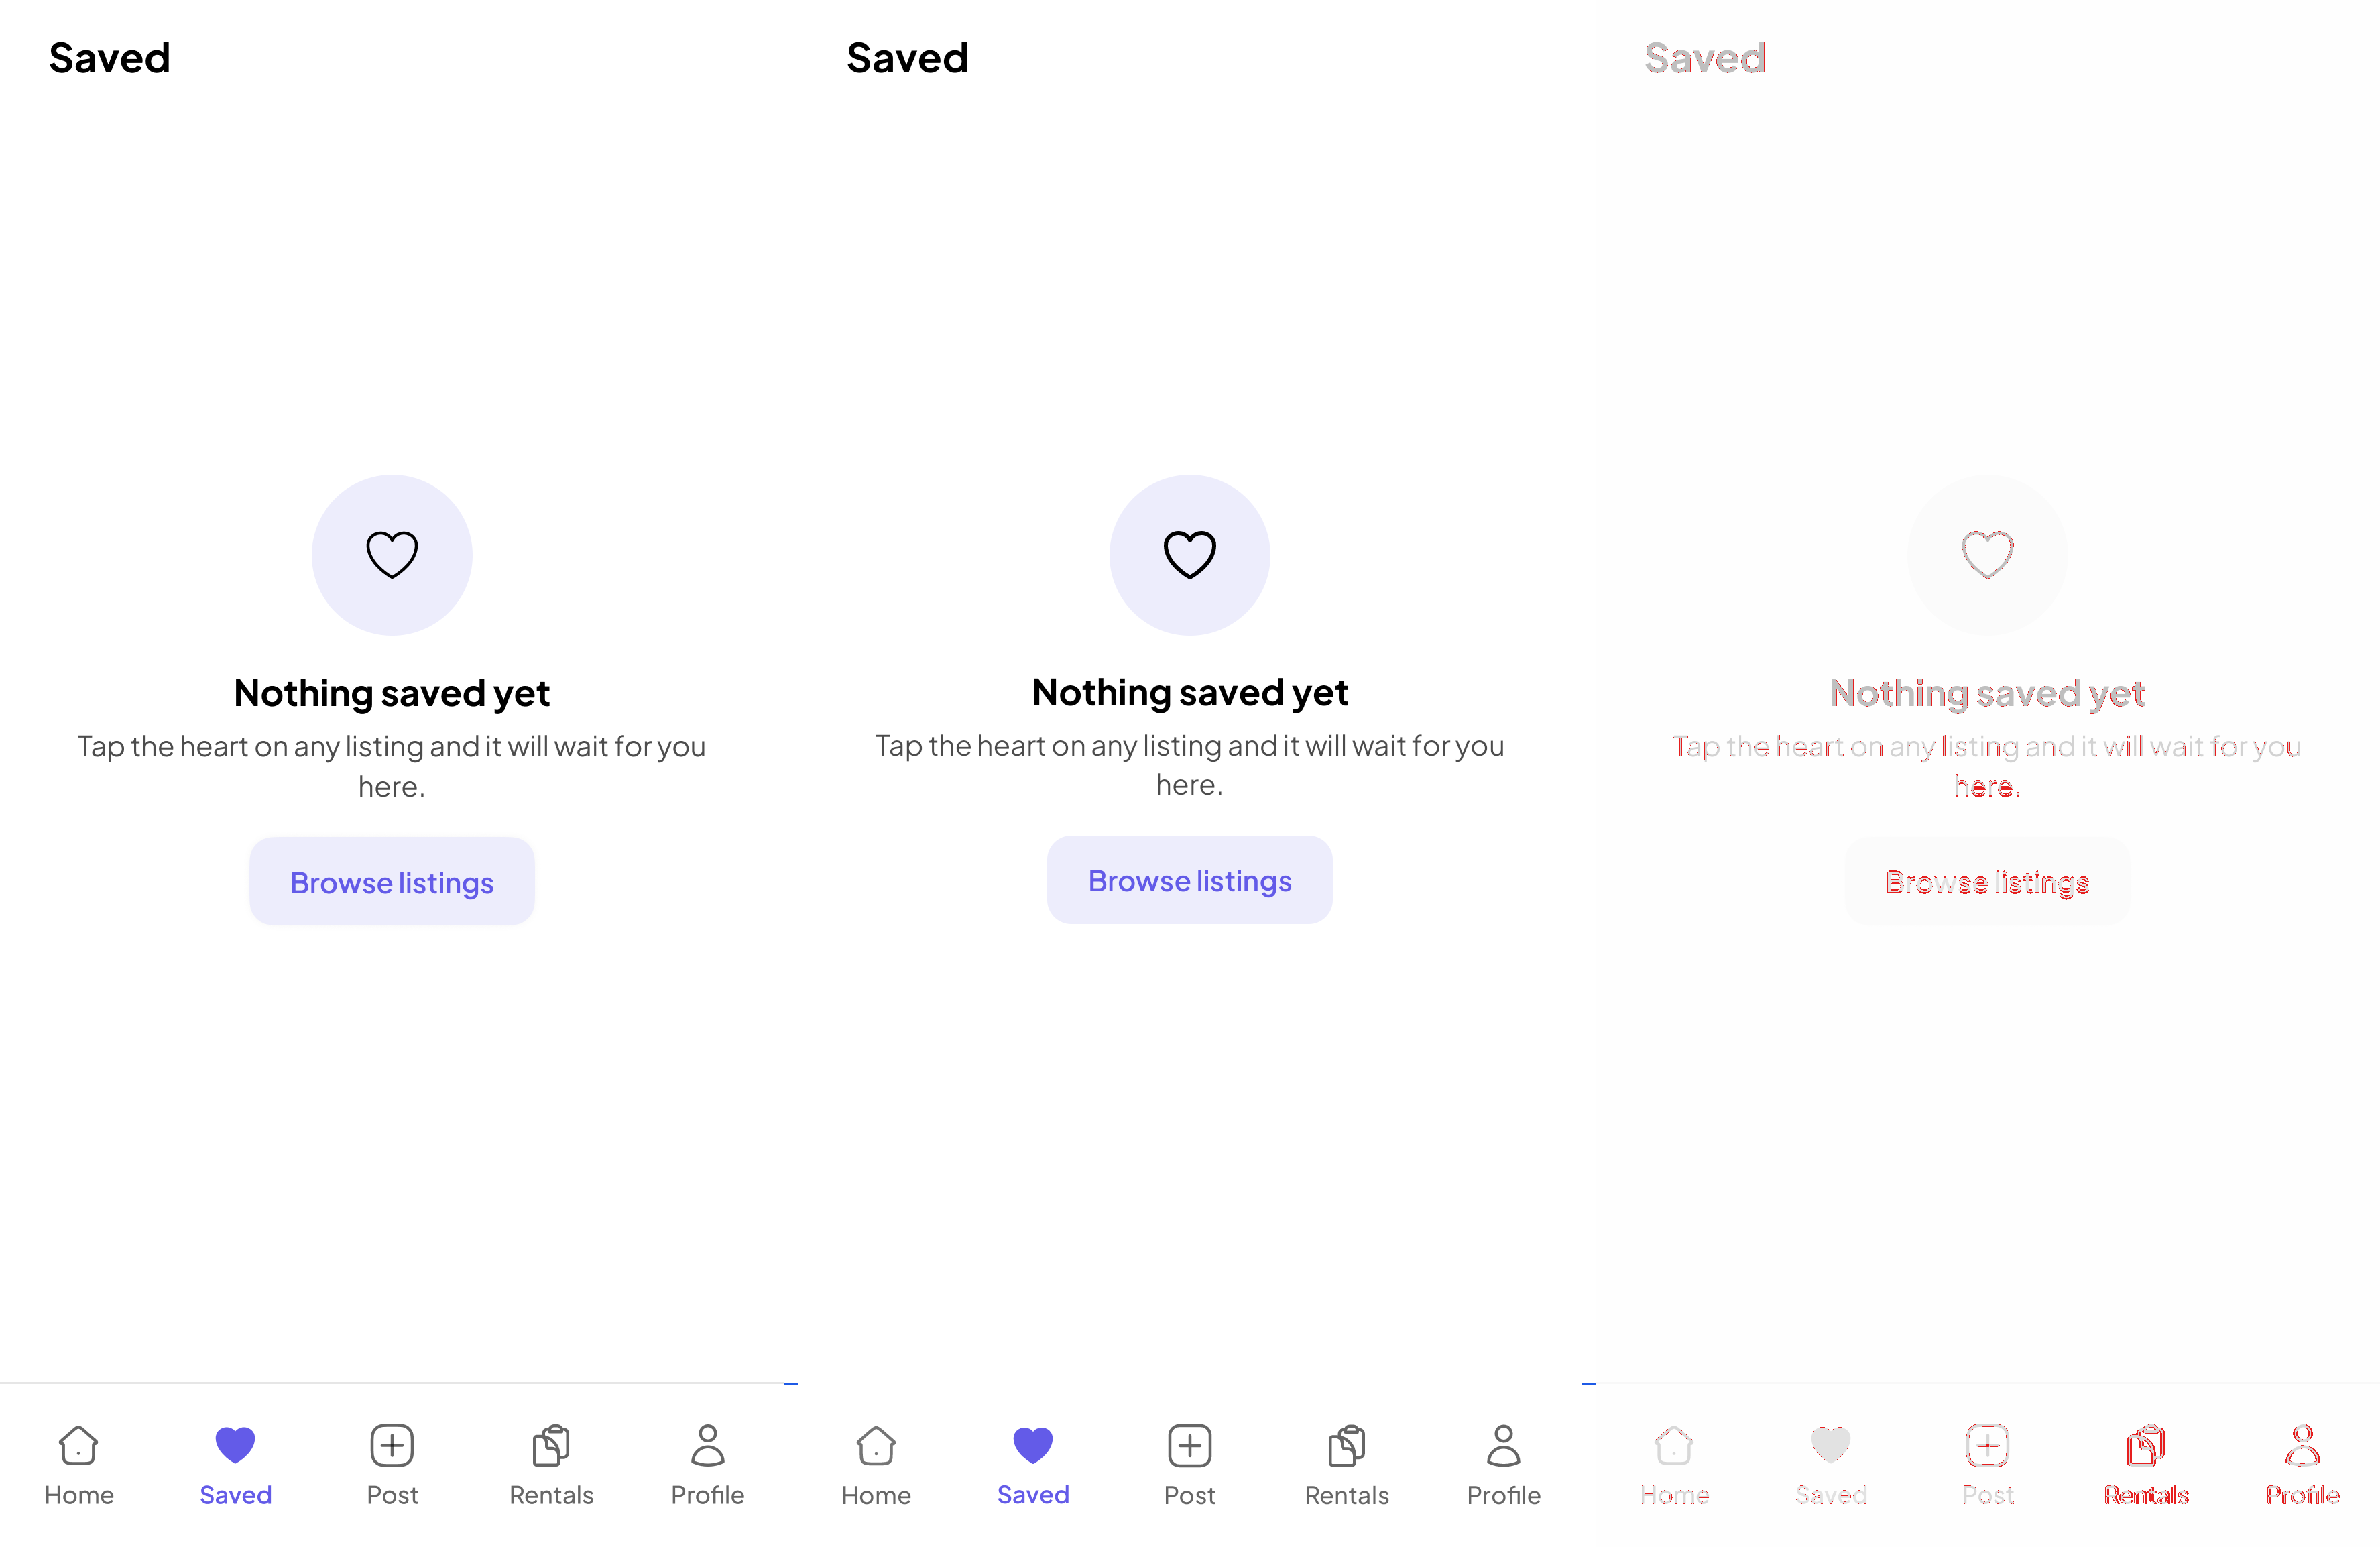 Saved
Nothing saved yet
Tap the heart on any listing and it will wait for you
here.
Browse listings
Home
Saved
Post
Rentals
Profile
Saved
Nothing saved yet
Tap the heart on any listing and it will wait for you
here.
Browse listings
Home
Saved
Post
Rentals
Profile
Saved
Nothing saved yet
Tap the heart on any listing and it will wait for you
here.
Browse listings
Home
Saved
Post
Rentals
Profile